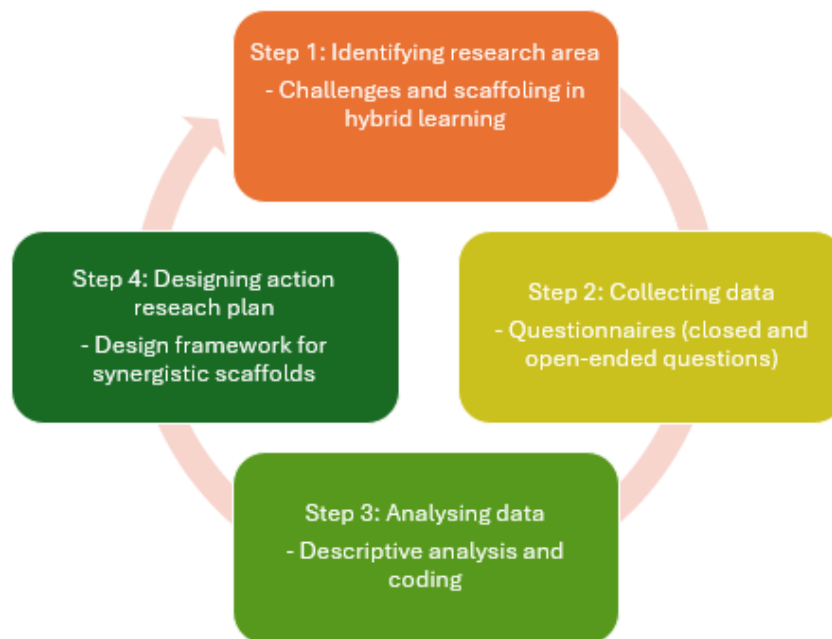 Step 1: Identifying research area
- Challenges and scaffoling in
hybrid learning
Step 2: Collecting data
- Questionnaires (closed and
open-ended questions)
Step 3: Analysing data
- Descriptive analysis and
coding
Step 4: Designing action
reseach plan
- Design framework for
synergistic scaffolds